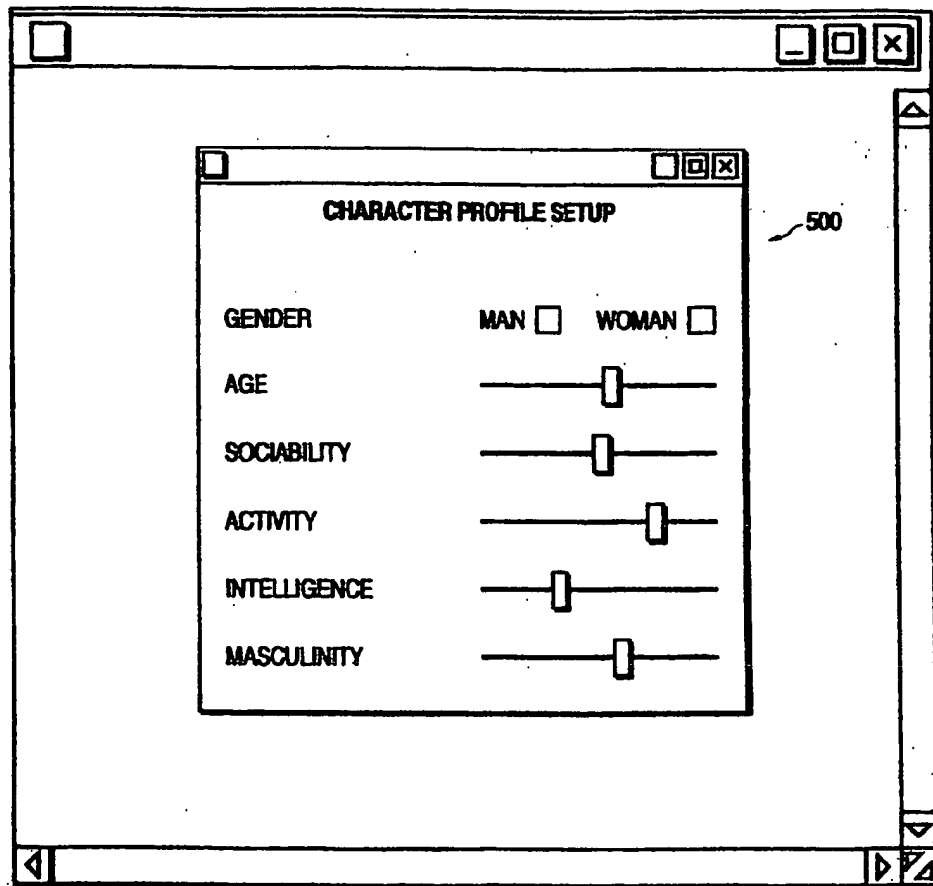 CHARACTER PROFILE SETUP
500
GENDER MAN WOMAN
AGE
SOCIABILITY
ACTIVITY
INTELLIGENCE
MASCULINITY